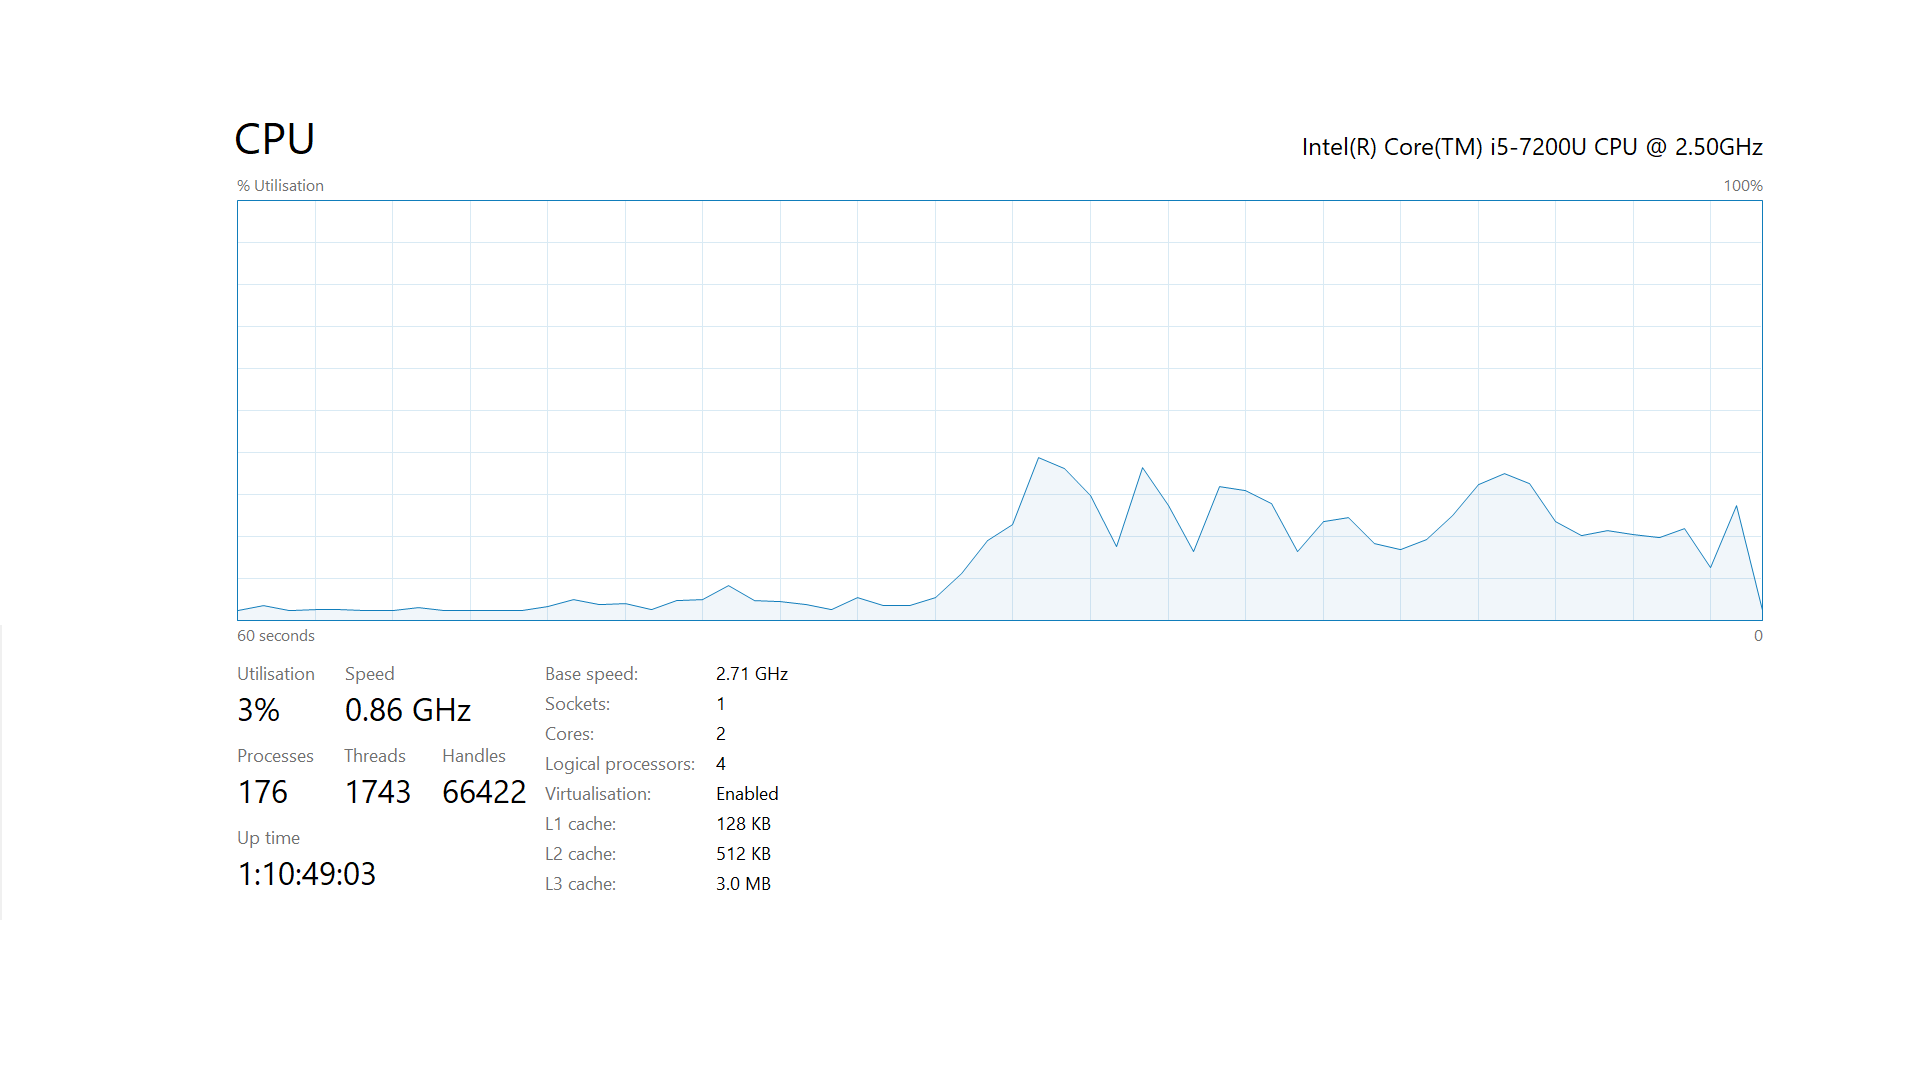 CPU
Intel(R) Core(TM) i5-7200U CPU @ 2.50GHz
% Utilisation 100%
60 seconds 0
Utilisation Speed
3% 0.86 GHz
Processes Threads Handles
176 1743 66422
Up time
1:10:49:03
Base speed: 2.71 GHz
Sockets: 1
Cores: 2
Logical processors: 4
Virtualisation: Enabled
L1 cache: 128 KB
L2 cache: 512 KB
L3 cache: 3.0 MB